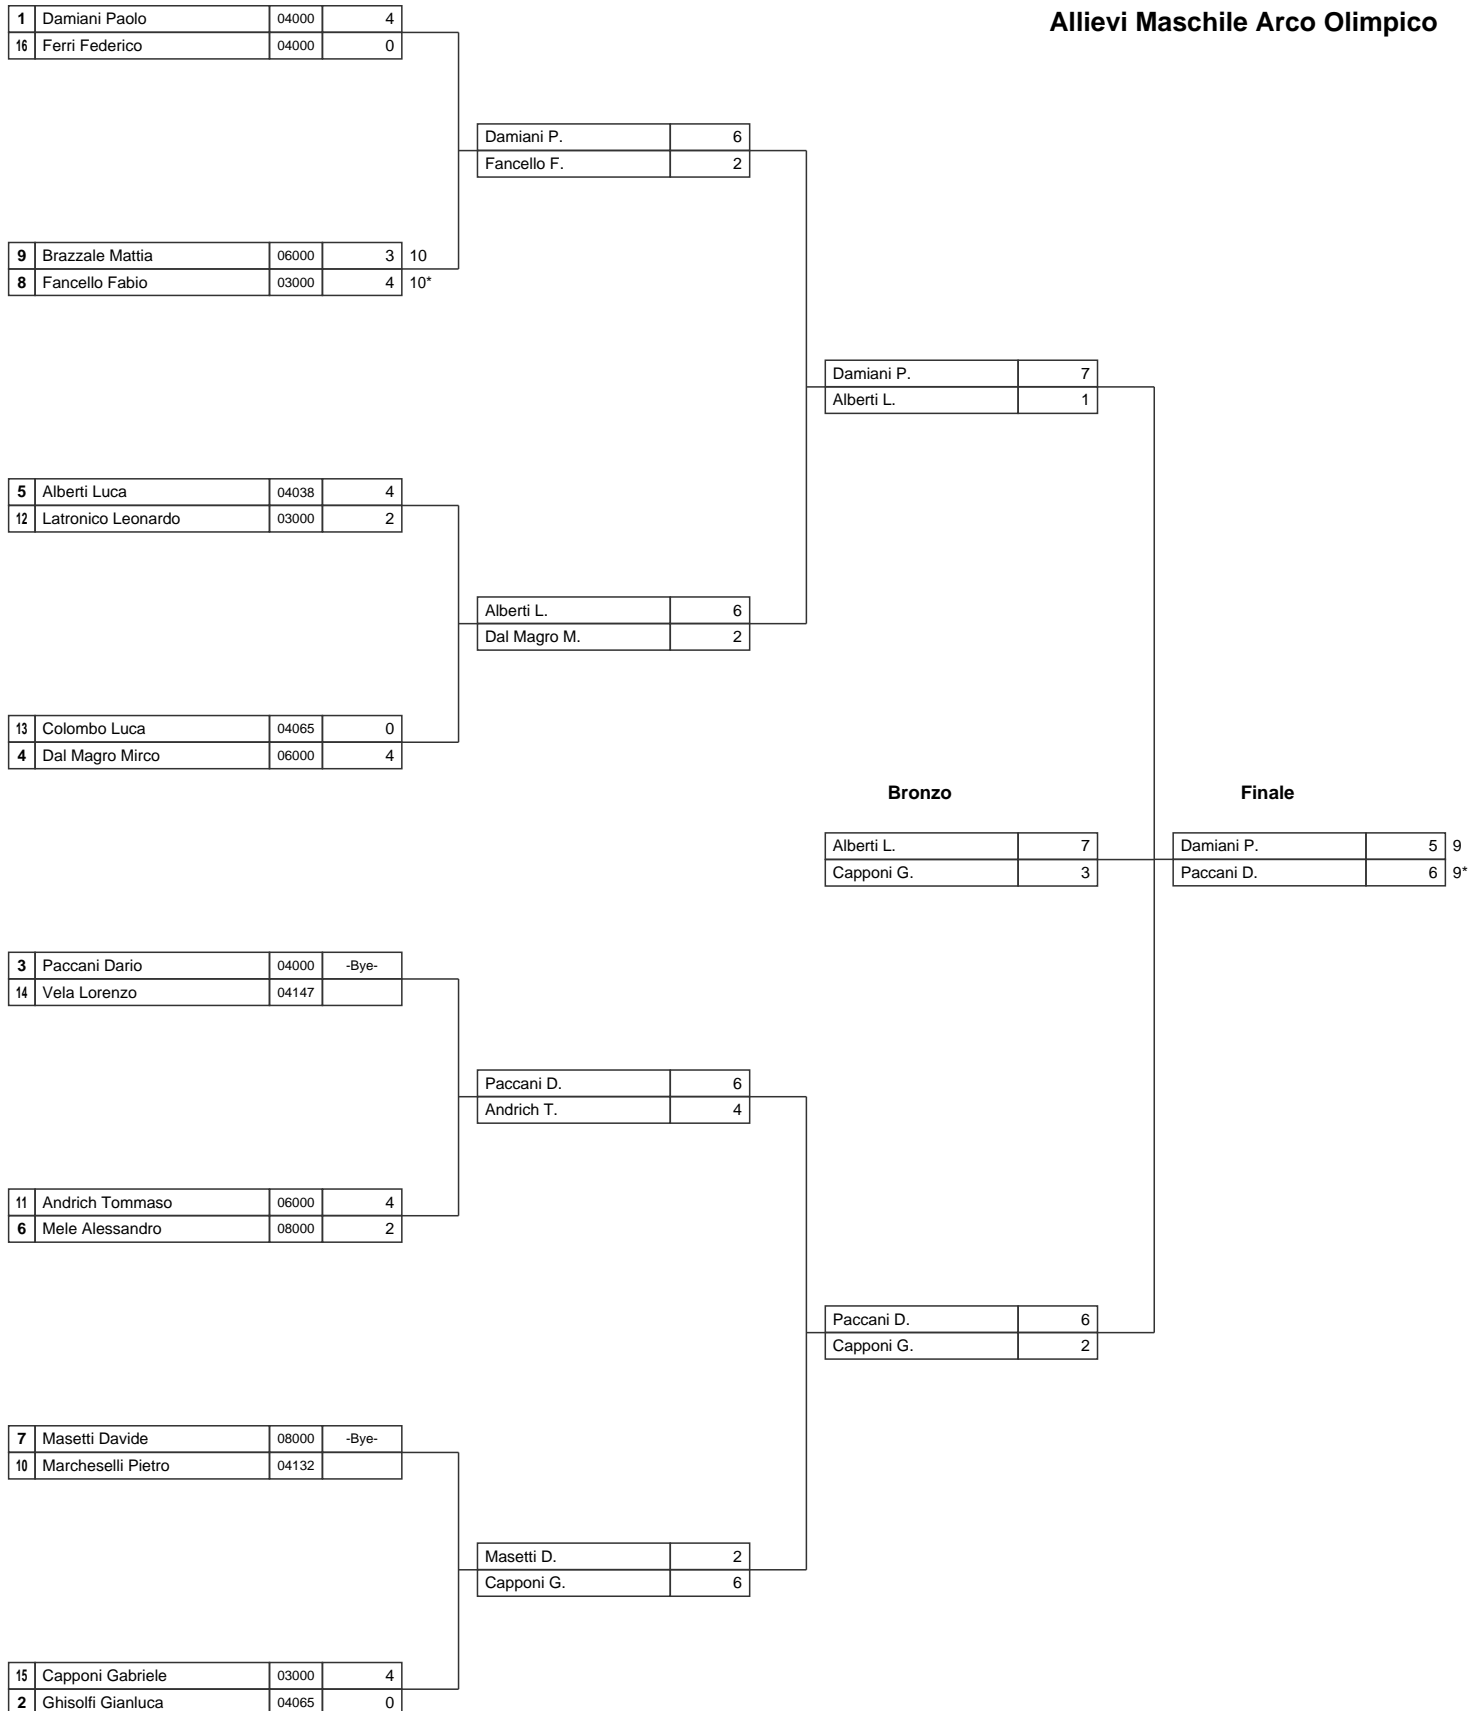 Allievi Maschile Arco Olimpico
1 Damiani Paolo 04000 4
16 Ferri Federico 04000 0
Damiani P. 6
Fancello F. 2
9 Brazzale Mattia 06000 3 10
8 Fancello Fabio 03000 4 10*
Damiani P. 7
Alberti L. 1
5 Alberti Luca 04038 4
12 Latronico Leonardo 03000 2
Alberti L. 6
Dal Magro M. 2
13 Colombo Luca 04065 0
4 Dal Magro Mirco 06000 4
Bronzo Finale
Alberti L. 7 Damiani P. 5 9
Capponi G. 3 Paccani D. 6 9*
3 Paccani Dario 04000 -Bye-
14 Vela Lorenzo 04147
Paccani D. 6
Andrich T. 4
11 Andrich Tommaso 06000 4
6 Mele Alessandro 08000 2
Paccani D. 6
Capponi G. 2
7 Masetti Davide 08000 -Bye-
10 Marcheselli Pietro 04132
Masetti D. 2
Capponi G. 6
15 Capponi Gabriele 03000 4
2 Ghisolfi Gianluca 04065 0